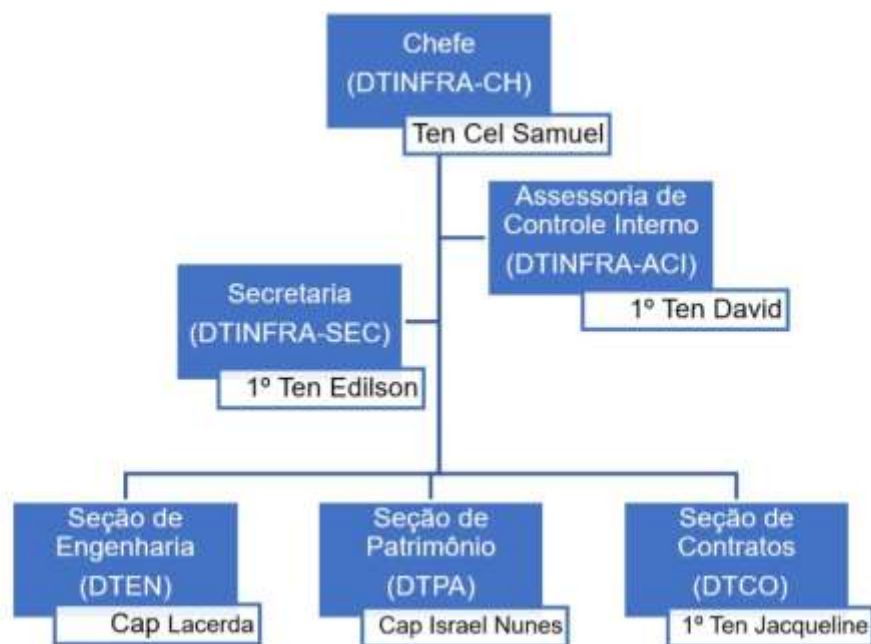 Chefe
(DTINFRA-CH)
Ten Cel Samuel
Assessoria de
Controle Interno
(DTINFRA-ACI)
1º Ten David
Secretaria
(DTINFRA-SEC)
1º Ten Edilson
Seção de
Engenharia
(DTEN)
Cap Lacerda
Seção de
Patrimônio
(DTPA)
Cap Israel Nunes
Seção de
Contratos
(DTCO)
1º Ten Jacqueline